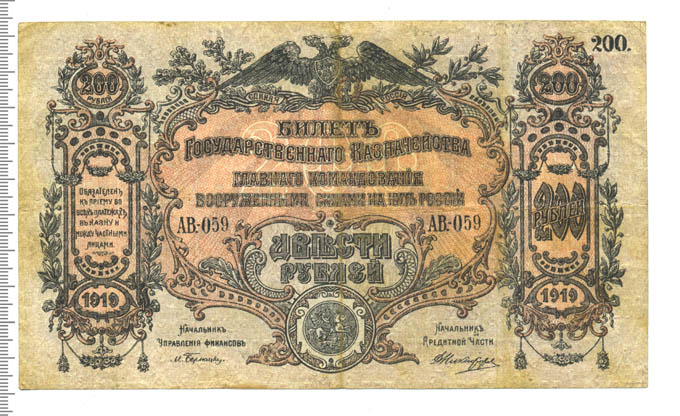 200.
200
РУБЛЕЙ
200
БИЛЕТЪ
ГОСУДАРСТВЕННАГО КАЗНАЧЕЙСТВА
ГЛАВНАГО КОМАНДОВАНІЯ
ВООРУЖЕННЫМИ СИЛАМИ НА ЮГѢ РОССІИ
АВ-059
АВ-059
ОБЯЗАТЕЛЕНЪ
КЪ ПРІЕМУ ВО
ВСѢХЪ ПЛАТЕЖАХЪ
ВЪ КАЗНУ И
МЕЖДУ ЧАСТНЫМИ
ЛИЦАМИ.
200
РУБЛЕЙ
ДВѢСТИ
РУБЛЕЙ
1919
1919
НАЧАЛЬНИКЪ
УПРАВЛЕНІЯ ФИНАНСОВЪ
НАЧАЛЬНИКЪ
КРЕДИТНОЙ ЧАСТИ